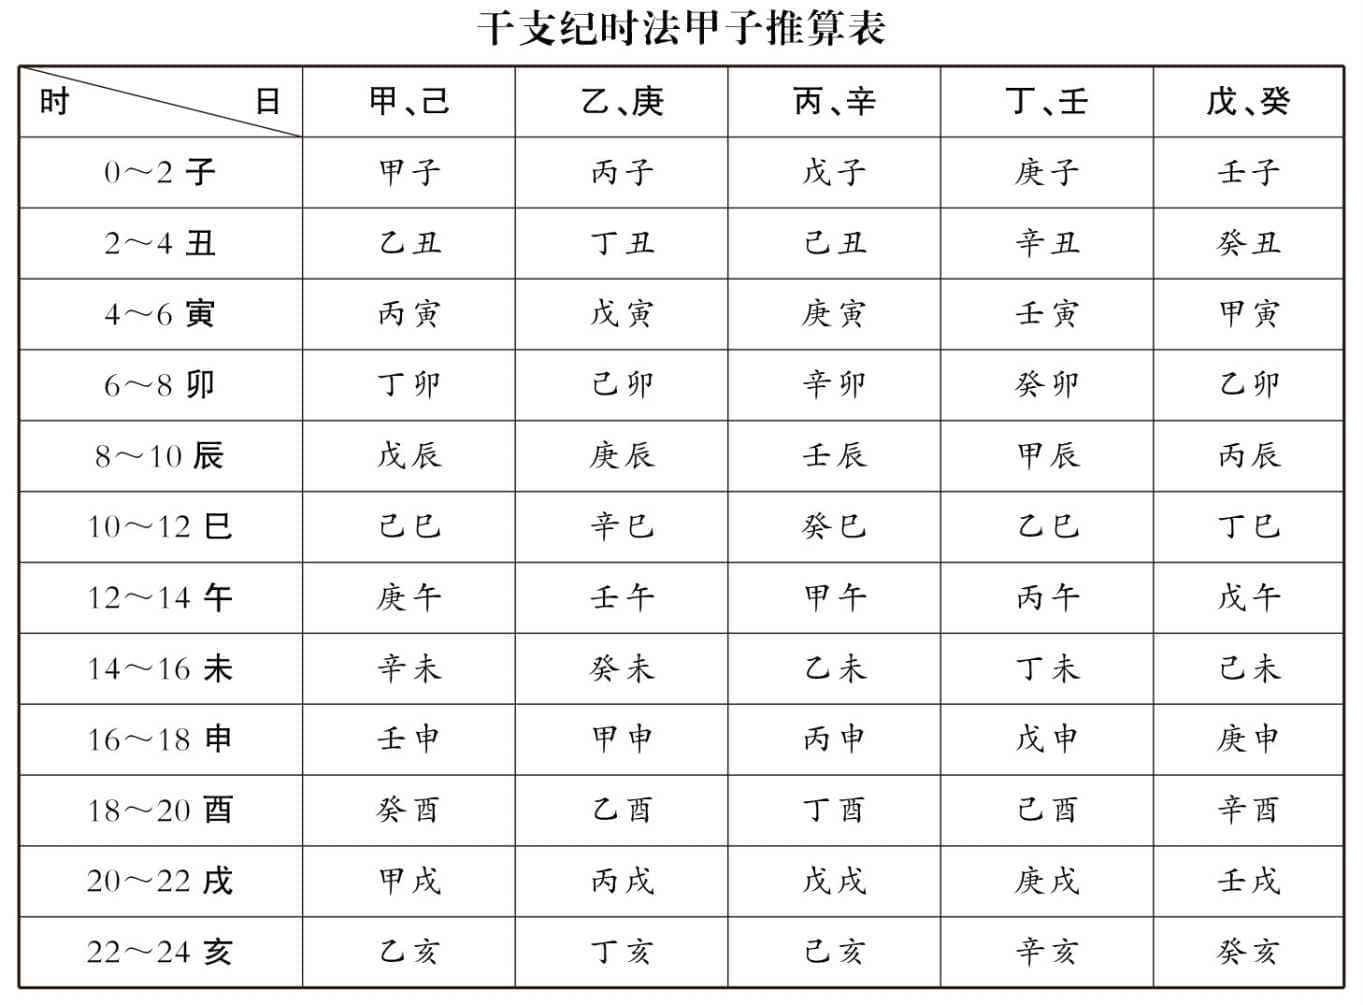 干支纪时法甲子推算表
时 日 甲、己 乙、庚 丙、辛 丁、壬 戊、癸
0～2 子 甲子 丙子 戊子 庚子 壬子
2～4 丑 乙丑 丁丑 己丑 辛丑 癸丑
4～6 寅 丙寅 戊寅 庚寅 壬寅 甲寅
6～8 卯 丁卯 己卯 辛卯 癸卯 乙卯
8～10 辰 戊辰 庚辰 壬辰 甲辰 丙辰
10～12 巳 己巳 辛巳 癸巳 乙巳 丁巳
12～14 午 庚午 壬午 甲午 丙午 戊午
14～16 未 辛未 癸未 乙未 丁未 己未
16～18 申 壬申 甲申 丙申 戊申 庚申
18～20 酉 癸酉 乙酉 丁酉 己酉 辛酉
20～22 戌 甲戌 丙戌 戊戌 庚戌 壬戌
22～24 亥 乙亥 丁亥 己亥 辛亥 癸亥